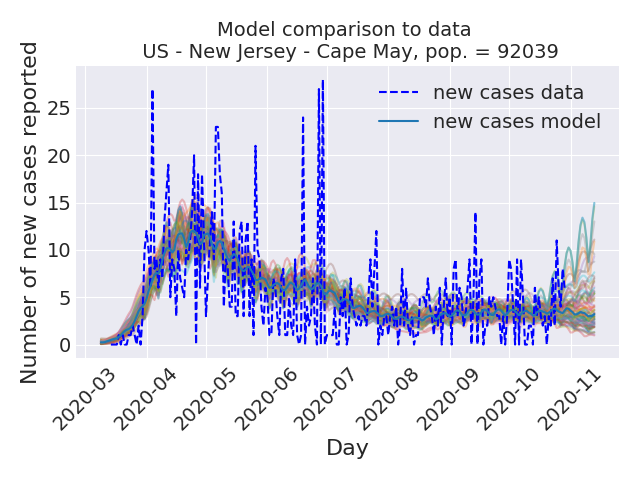 Model comparison to data
US - New Jersey - Cape May, pop. = 92039
Number of new cases reported
25
20
15
10
5
0
new cases data
new cases model
2020-03
2020-04
2020-05
2020-06
2020-07
2020-08
2020-09
2020-10
2020-11
Day